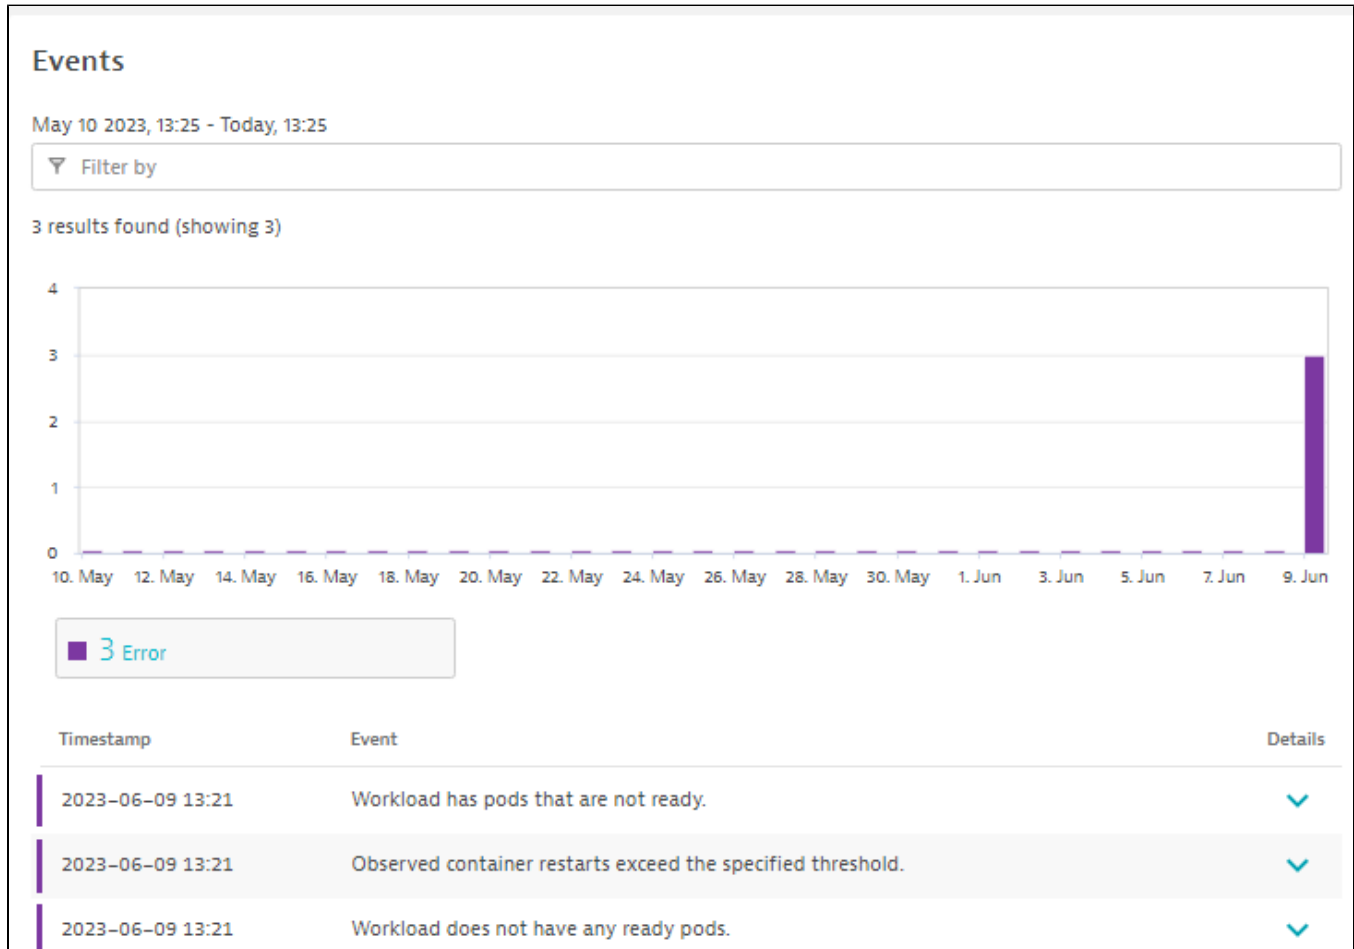 Events
May 10 2023, 13:25 - Today, 13:25
Filter by
3 results found (showing 3)
4
3
2
1
0
10. May 12. May 14. May 16. May 18. May 20. May 22. May 24. May 26. May 28. May 30. May 1. Jun 3. Jun 5. Jun 7. Jun 9. Jun
3 Error
Timestamp Event Details
2023-06-09 13:21 Workload has pods that are not ready.
2023-06-09 13:21 Observed container restarts exceed the specified threshold.
2023-06-09 13:21 Workload does not have any ready pods.